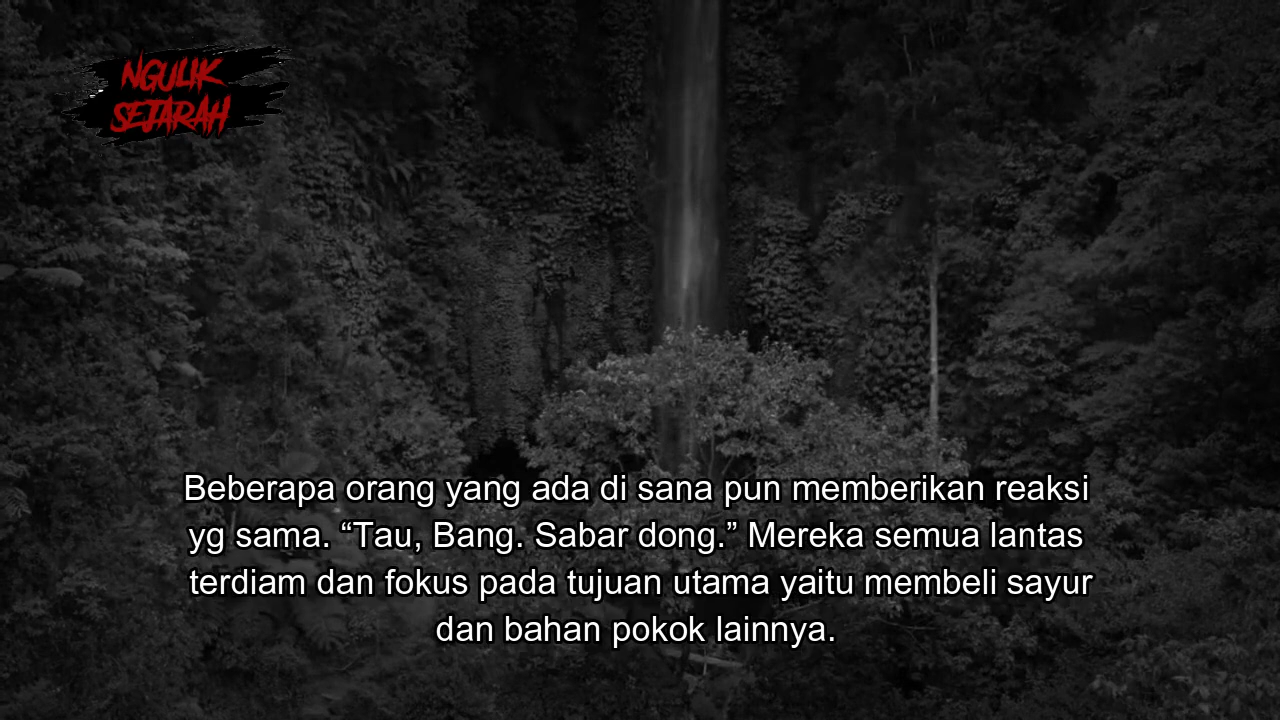 NGULIK
SEJARAH
Beberapa orang yang ada di sana pun memberikan reaksi
yg sama. “Tau, Bang. Sabar dong.” Mereka semua lantas
terdiam dan fokus pada tujuan utama yaitu membeli sayur
dan bahan pokok lainnya.